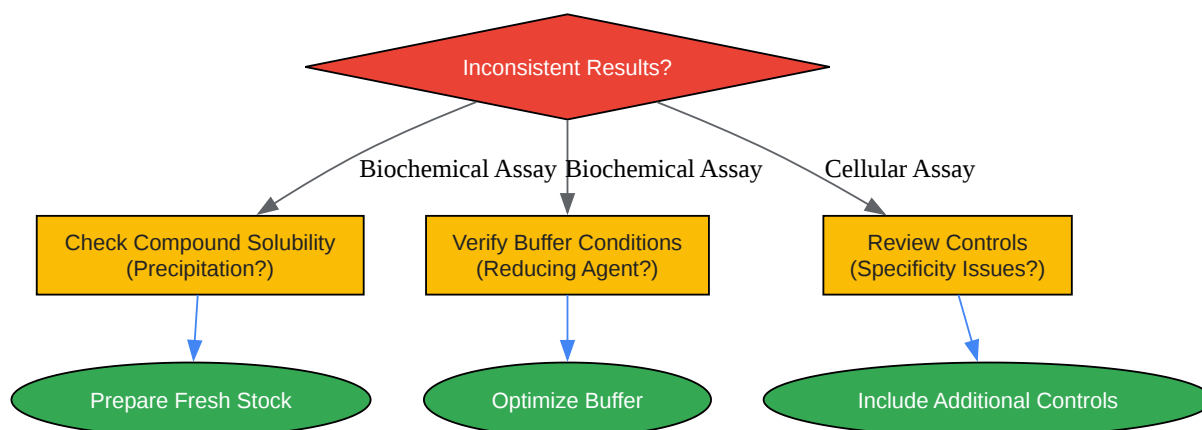 Inconsistent Results?
Biochemical Assay
Biochemical Assay
Cellular Assay
Check Compound Solubility
(Precipitation?)
Verify Buffer Conditions
(Reducing Agent?)
Review Controls
(Specificity Issues?)
Prepare Fresh Stock
Optimize Buffer
Include Additional Controls